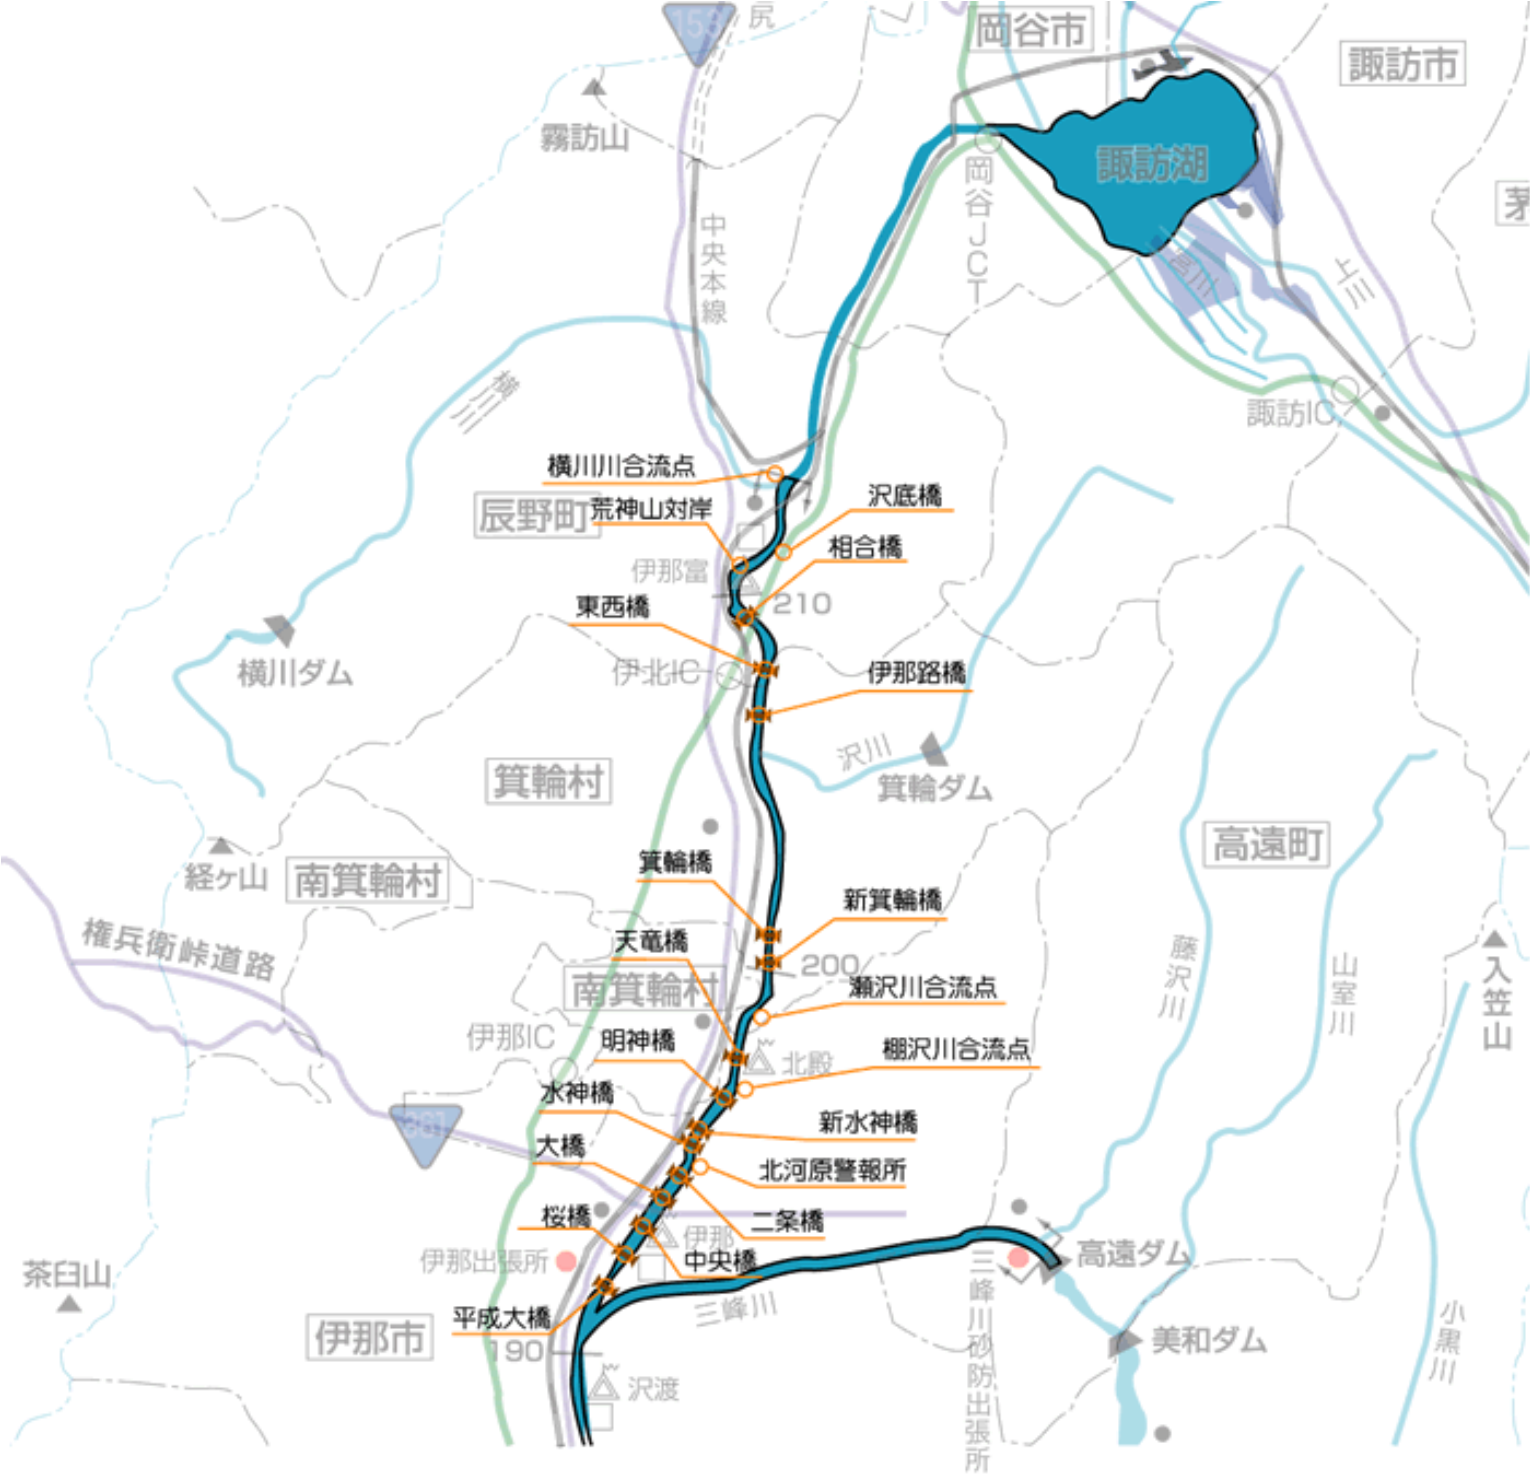 153
尻
岡谷市
諏訪市
霧訪山
諏訪湖
茅
岡谷JCT
中央本線
宮川
上川
横川
諏訪IC
横川川合流点
辰野町
荒神山対岸
沢底橋
相合橋
伊那富
210
東西橋
伊北IC
伊那路橋
横川ダム
沢川
箕輪ダム
箕輪村
高遠町
箕輪橋
経ヶ山
南箕輪村
新箕輪橋
権兵衛峠道路
天竜橋
200
南箕輪村
瀬沢川合流点
藤沢川
山室川
入笠山
伊那IC
明神橋
北殿
棚沢川合流点
水神橋
361
新水神橋
大橋
北河原警報所
桜橋
二条橋
伊那
伊那出張所
中央橋
高遠ダム
茶臼山
三峰川
三峰川砂防出張所
平成大橋
伊那市
190
美和ダム
小黒川
沢渡